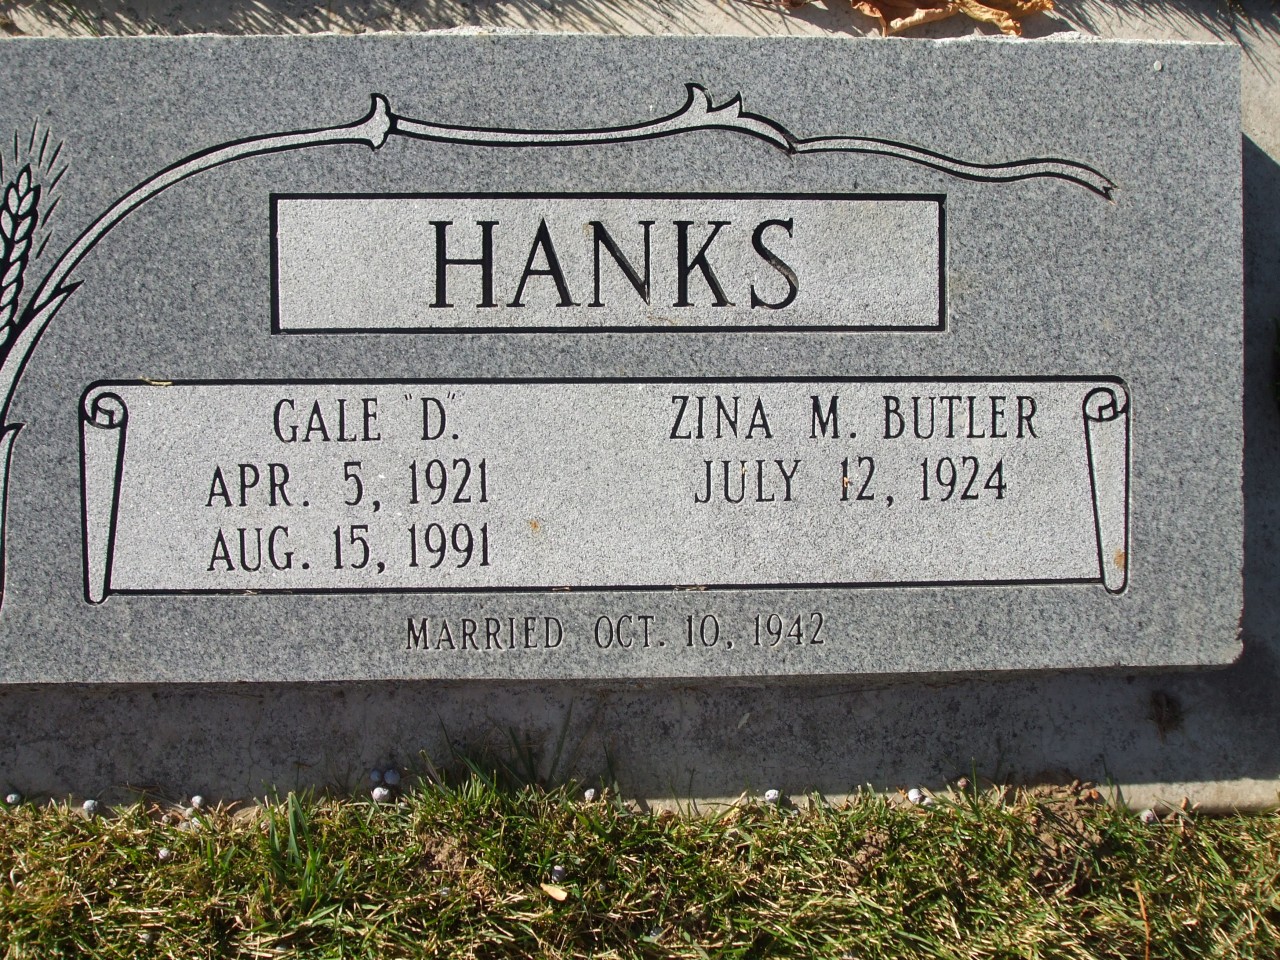 HANKS
GALE "D".
APR. 5, 1921
AUG. 15, 1991
ZINA M. BUTLER
JULY 12, 1924
MARRIED OCT. 10, 1942